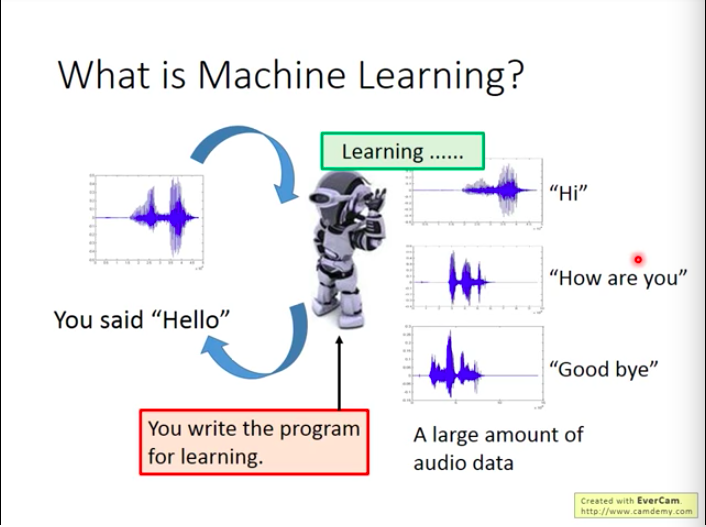 What is Machine Learning?
Learning ......
“Hi”
“How are you”
You said “Hello”
“Good bye”
You write the program
for learning.
A large amount of
audio data
Created with EverCam.
http://www.camdemy.com